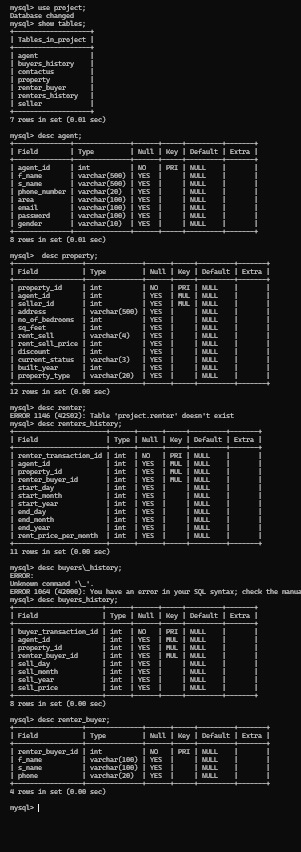 mysql> use project;
Database changed
mysql> show tables;
+-------------------+
| Tables_in_project |
+-------------------+
| agent             |
| buyers_history    |
| contactus         |
| property          |
| renter_buyer      |
| renters_history   |
| seller            |
+-------------------+
7 rows in set (0.01 sec)
mysql> desc agent;
+--------------+--------------+------+-----+---------+-------+
| Field        | Type         | Null | Key | Default | Extra |
+--------------+--------------+------+-----+---------+-------+
| agent_id     | int          | NO   | PRI | NULL    |       |
| f_name       | varchar(500) | YES  |     | NULL    |       |
| s_name       | varchar(500) | YES  |     | NULL    |       |
| phone_number | varchar(20)  | YES  |     | NULL    |       |
| area         | varchar(100) | YES  |     | NULL    |       |
| email        | varchar(100) | YES  |     | NULL    |       |
| password     | varchar(100) | YES  |     | NULL    |       |
| gender       | varchar(10)  | YES  |     | NULL    |       |
+--------------+--------------+------+-----+---------+-------+
8 rows in set (0.01 sec)
mysql>  desc property;
+-----------------+--------------+------+-----+---------+-------+
| Field           | Type         | Null | Key | Default | Extra |
+-----------------+--------------+------+-----+---------+-------+
| property_id     | int          | NO   | PRI | NULL    |       |
| agent_id        | int          | YES  | MUL | NULL    |       |
| seller_id       | int          | YES  | MUL | NULL    |       |
| address         | varchar(500) | YES  |     | NULL    |       |
| no_of_bedrooms  | int          | YES  |     | NULL    |       |
| sq_feet         | int          | YES  |     | NULL    |       |
| rent_sell       | varchar(4)   | YES  |     | NULL    |       |
| rent_sell_price | int          | YES  |     | NULL    |       |
| discount        | int          | YES  |     | NULL    |       |
| current_status  | varchar(3)   | YES  |     | NULL    |       |
| built_year      | int          | YES  |     | NULL    |       |
| property_type   | varchar(20)  | YES  |     | NULL    |       |
+-----------------+--------------+------+-----+---------+-------+
12 rows in set (0.00 sec)
mysql> desc renter;
ERROR 1146 (42S02): Table 'project.renter' doesn't exist
mysql> desc renters_history;
+-----------------------+------+------+-----+---------+-------+
| Field                 | Type | Null | Key | Default | Extra |
+-----------------------+------+------+-----+---------+-------+
| renter_transaction_id | int  | NO   | PRI | NULL    |       |
| agent_id              | int  | YES  | MUL | NULL    |       |
| property_id           | int  | YES  | MUL | NULL    |       |
| renter_buyer_id       | int  | YES  | MUL | NULL    |       |
| start_day             | int  | YES  |     | NULL    |       |
| start_month           | int  | YES  |     | NULL    |       |
| start_year            | int  | YES  |     | NULL    |       |
| end_day               | int  | YES  |     | NULL    |       |
| end_month             | int  | YES  |     | NULL    |       |
| end_year              | int  | YES  |     | NULL    |       |
| rent_price_per_month  | int  | YES  |     | NULL    |       |
+-----------------------+------+------+-----+---------+-------+
11 rows in set (0.00 sec)
mysql> desc buyers\_history;
ERROR:
Unknown command '\_'.
ERROR 1064 (42000): You have an error in your SQL syntax; check the manua
mysql> desc buyers_history;
+----------------------+------+------+-----+---------+-------+
| Field                | Type | Null | Key | Default | Extra |
+----------------------+------+------+-----+---------+-------+
| buyer_transaction_id | int  | NO   | PRI | NULL    |       |
| agent_id             | int  | YES  | MUL | NULL    |       |
| property_id          | int  | YES  | MUL | NULL    |       |
| renter_buyer_id      | int  | YES  | MUL | NULL    |       |
| sell_day             | int  | YES  |     | NULL    |       |
| sell_month           | int  | YES  |     | NULL    |       |
| sell_year            | int  | YES  |     | NULL    |       |
| sell_price           | int  | YES  |     | NULL    |       |
+----------------------+------+------+-----+---------+-------+
8 rows in set (0.00 sec)
mysql> desc renter_buyer;
+-----------------+--------------+------+-----+---------+-------+
| Field           | Type         | Null | Key | Default | Extra |
+-----------------+--------------+------+-----+---------+-------+
| renter_buyer_id | int          | NO   | PRI | NULL    |       |
| f_name          | varchar(100) | YES  |     | NULL    |       |
| s_name          | varchar(100) | YES  |     | NULL    |       |
| phone           | varchar(20)  | YES  |     | NULL    |       |
+-----------------+--------------+------+-----+---------+-------+
4 rows in set (0.00 sec)
mysql>